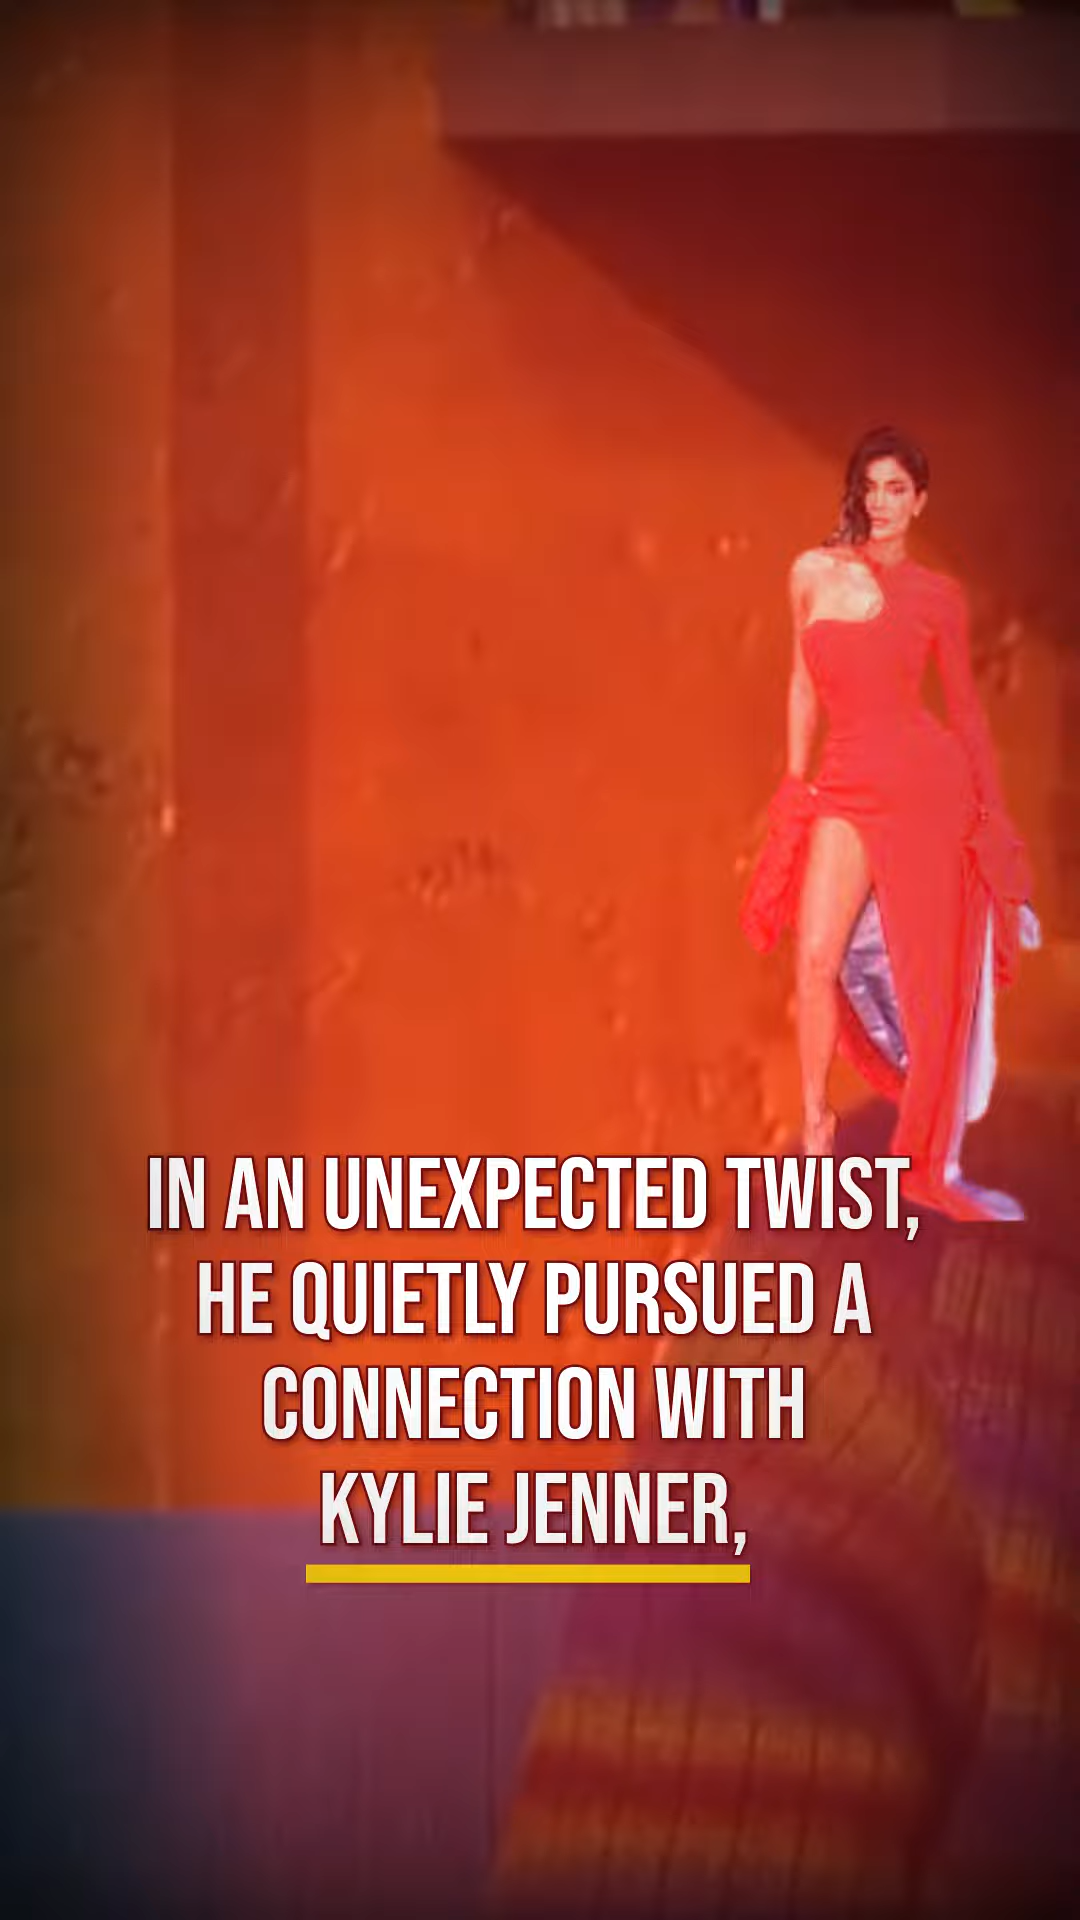 IN AN UNEXPECTED TWIST,
HE QUIETLY PURSUED A
CONNECTION WITH
KYLIE JENNER,